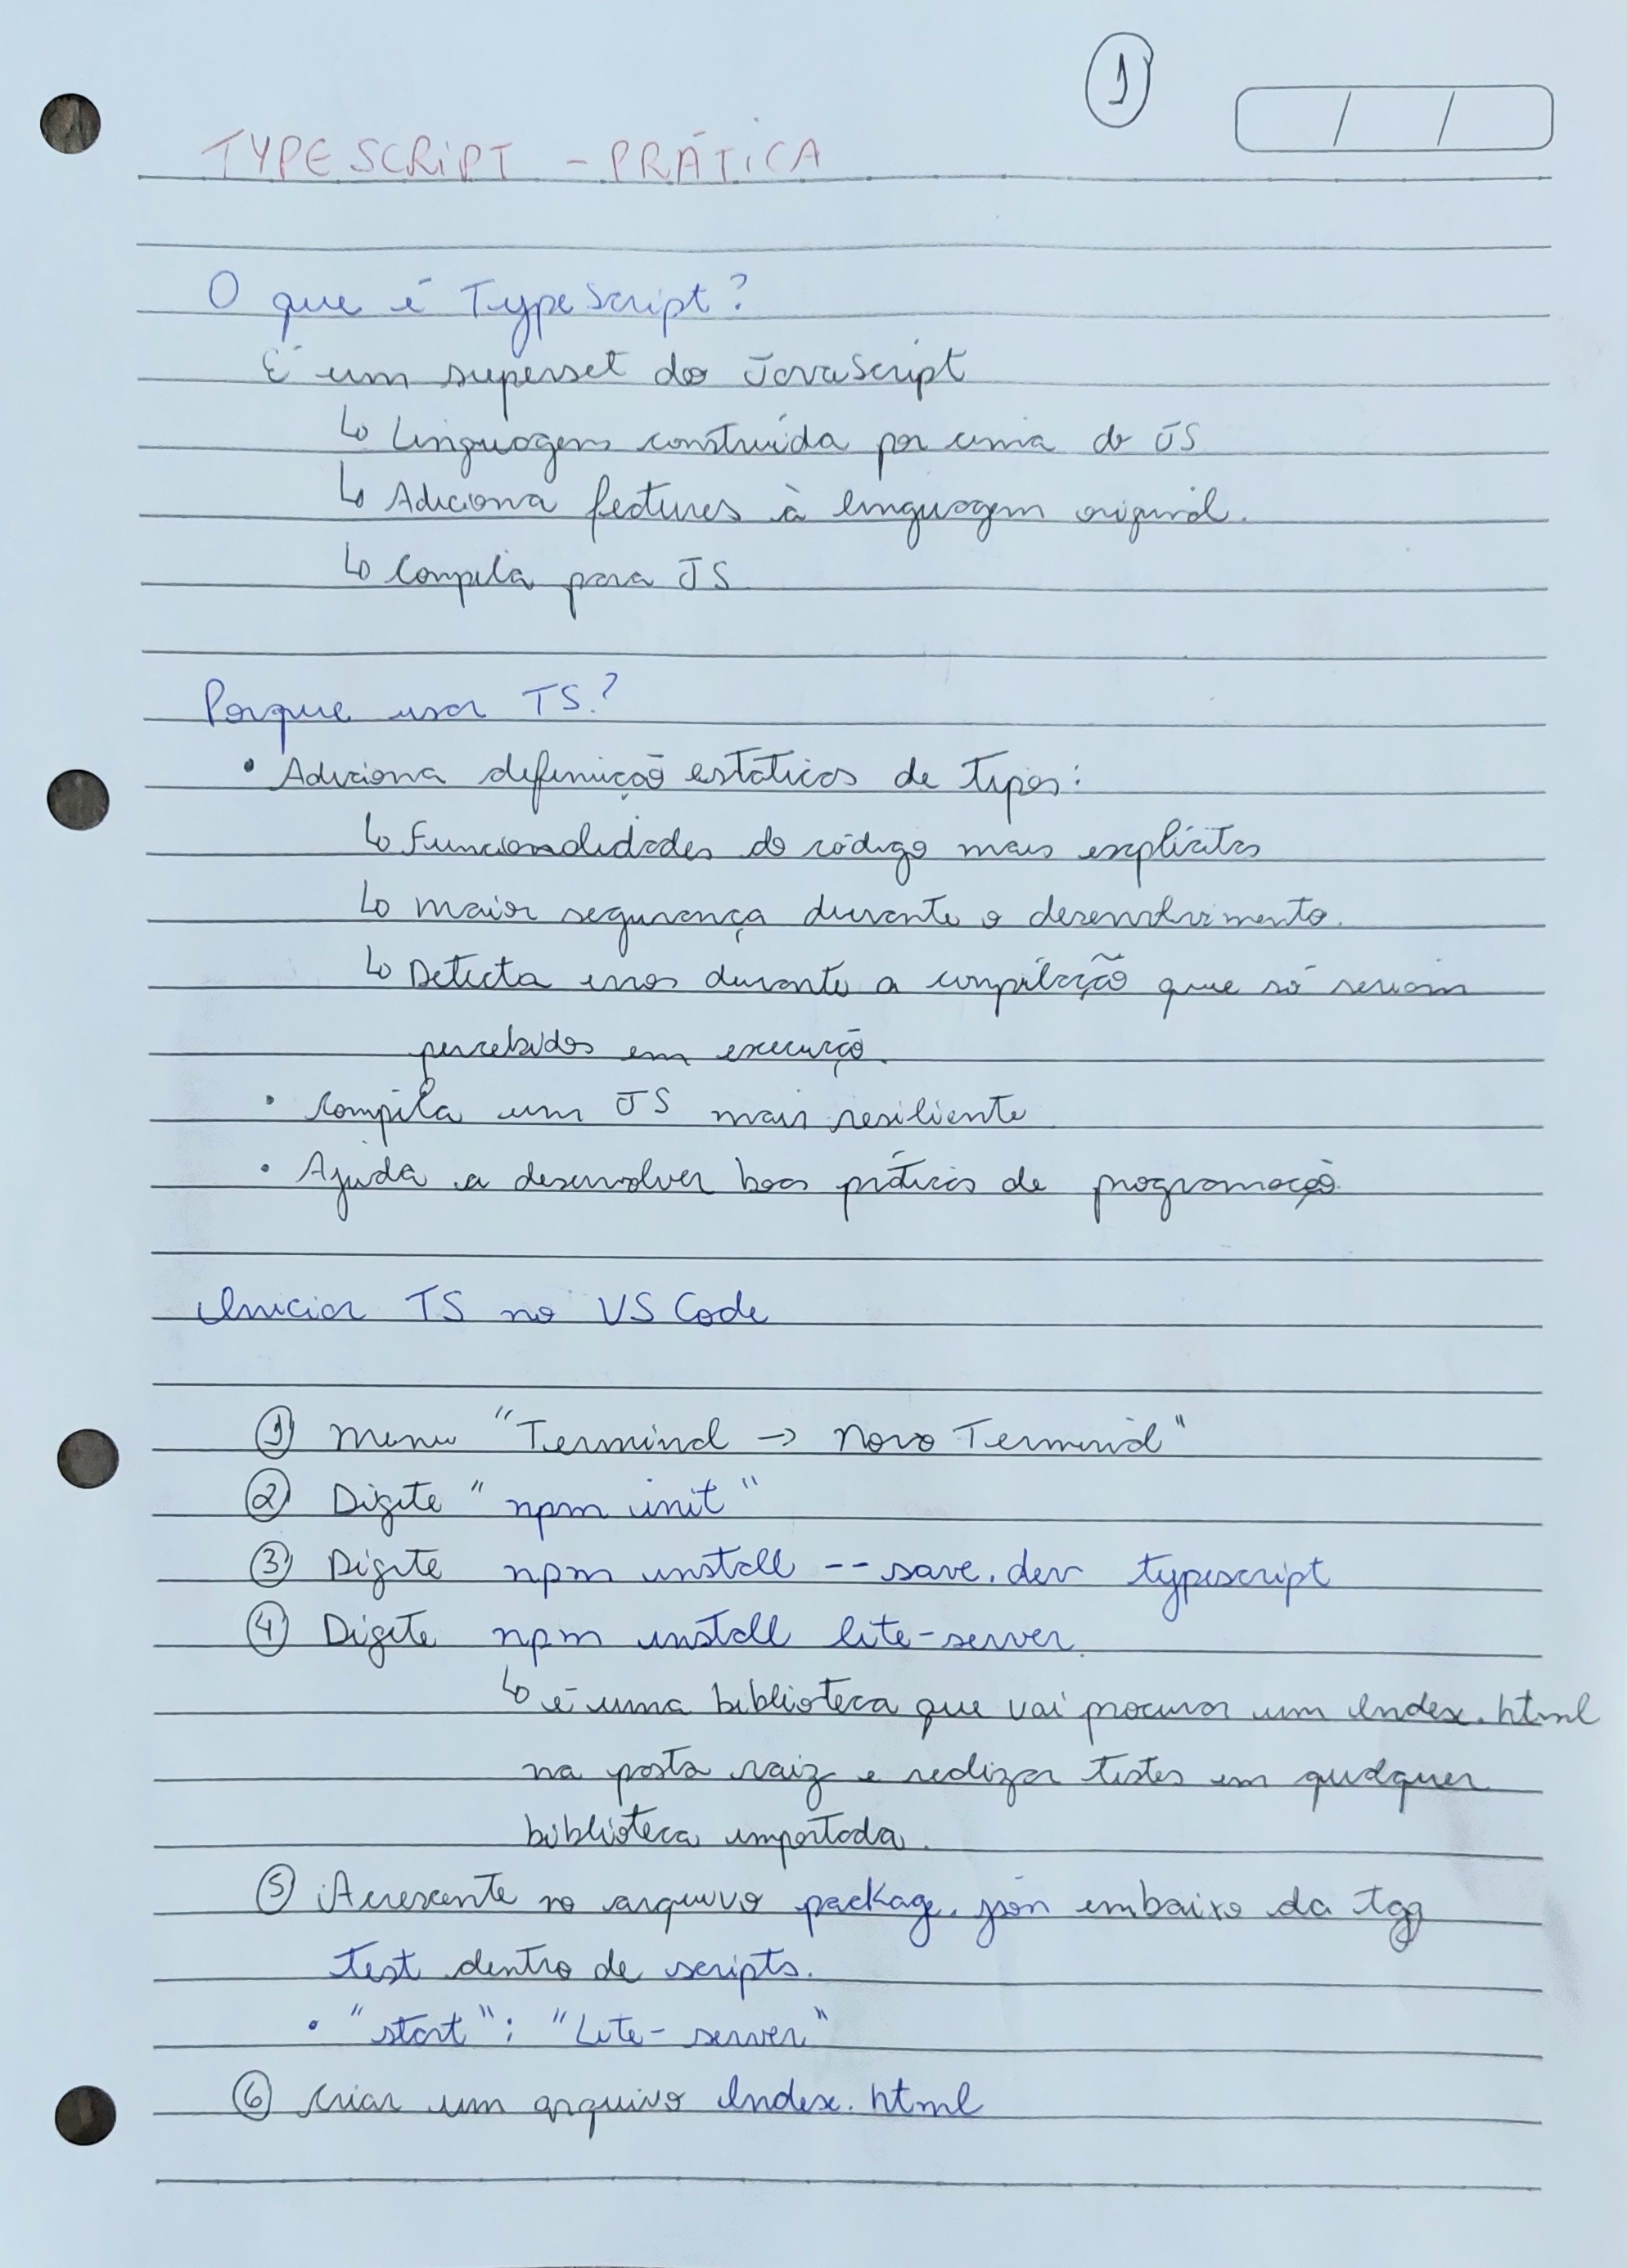 1
/ /
TYPESCRIPT - PRÁTICA
O que é TypeScript?
É um superset do JavaScript
↳ Linguagem construída por cima do JS
↳ Adiciona fectures à linguagem original.
↳ Compila para JS
Porque usar TS?
• Adiciona definição estáticas de tipos:
↳ Funcionalidades do código mais explícitas
↳ Maior segurança durante o desenvolvimento.
↳ Detecta erros durante a compilação que só seriam
percebidos em execução.
• Compila um JS mais resiliente
• Ajuda a desenvolver boas práticas de programação.
Iniciar TS no VS Code
① Menu "Terminal → Novo Terminal"
② Digite "npm init"
③ Digite npm install --save.dev typescript
④ Digite npm install lite-server.
↳ é uma biblioteca que vai procurar um Index.html
na pasta raiz e realizar testes em qualquer
biblioteca importada.
⑤ Acrescente no arquivo package.json embaixo da tag
test dentro de scripts.
• "start": "Lite-server"
⑥ Criar um arquivo Index.html